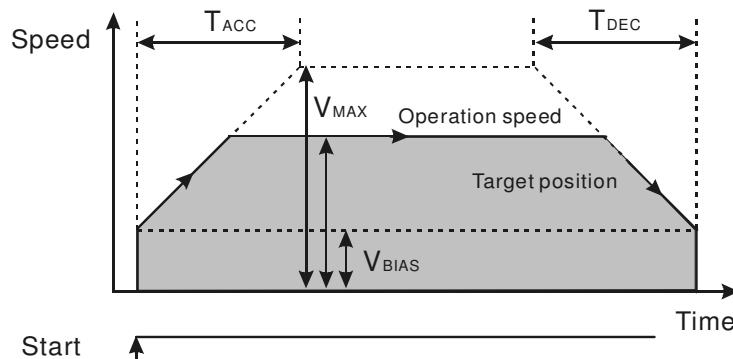 Speed
TACC
TDEC
VMAX
Operation speed
Target position
VBIAS
Time
Start